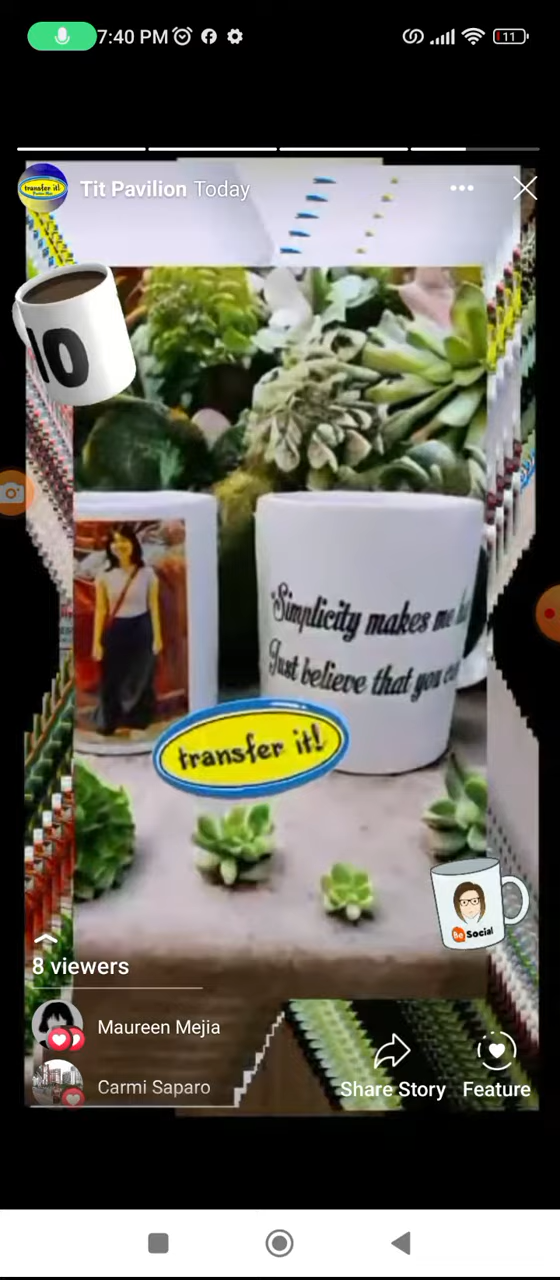 7:40 PM
11
transfer it!
Tit Pavilion Today
10
"Simplicity makes me
Just believe that you
transfer it!
Be Social
8 viewers
Maureen Mejia
Carmi Saparo
Share Story Feature